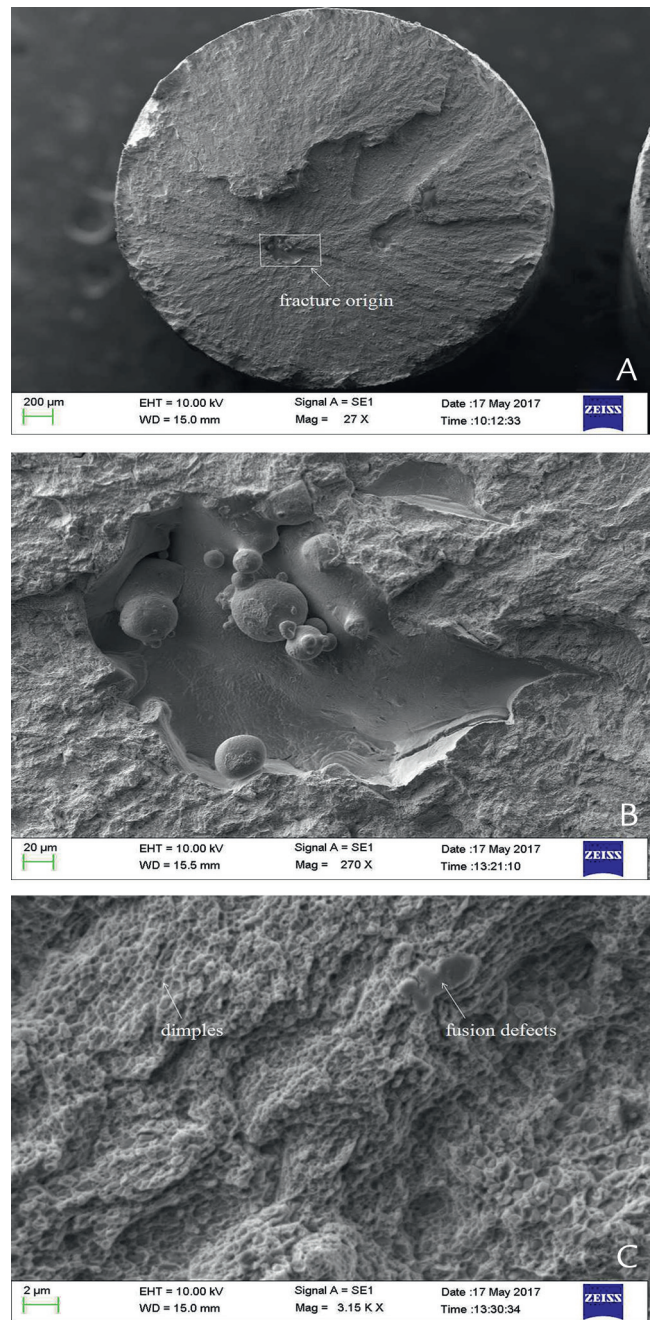 fracture origin
A
200 µm
EHT = 10.00 kV
Signal A = SE1
Date :17 May 2017
WD = 15.0 mm
Mag = 27 X
Time :10:12:33
ZEISS
B
20 µm
EHT = 10.00 kV
Signal A = SE1
Date :17 May 2017
WD = 15.5 mm
Mag = 270 X
Time :13:21:10
ZEISS
dimples
fusion defects
C
2 µm
EHT = 10.00 kV
Signal A = SE1
Date :17 May 2017
WD = 15.0 mm
Mag = 3.15 K X
Time :13:30:34
ZEISS